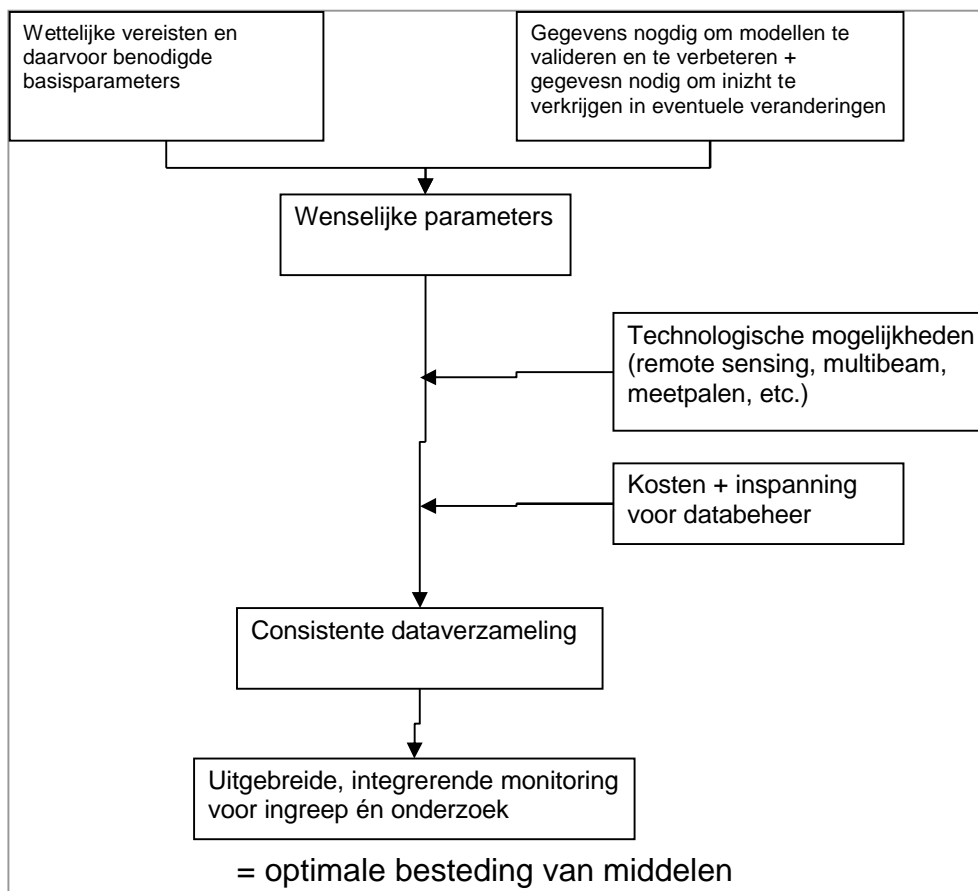 Wettelijke vereisten en
daarvoor benodigde
basisparameters
Gegevens nogdig om modellen te
valideren en te verbeteren +
gegevesn nodig om inizht te
verkrijgen in eventuele veranderingen
Wenselijke parameters
Technologische mogelijkheden
(remote sensing, multibeam,
meetpalen, etc.)
Kosten + inspanning
voor databeheer
Consistente dataverzameling
Uitgebreide, integrerende monitoring
voor ingreep én onderzoek
= optimale besteding van middelen